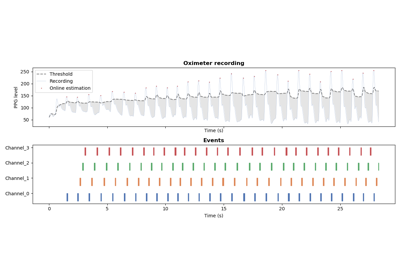 Oximeter recording
PPG level
250
200
150
100
50
Threshold
Recording
Online estimation
Time (s)
Events
Channel_3
Channel_2
Channel_1
Channel_0
0 5 10 15 20 25
Time (s)